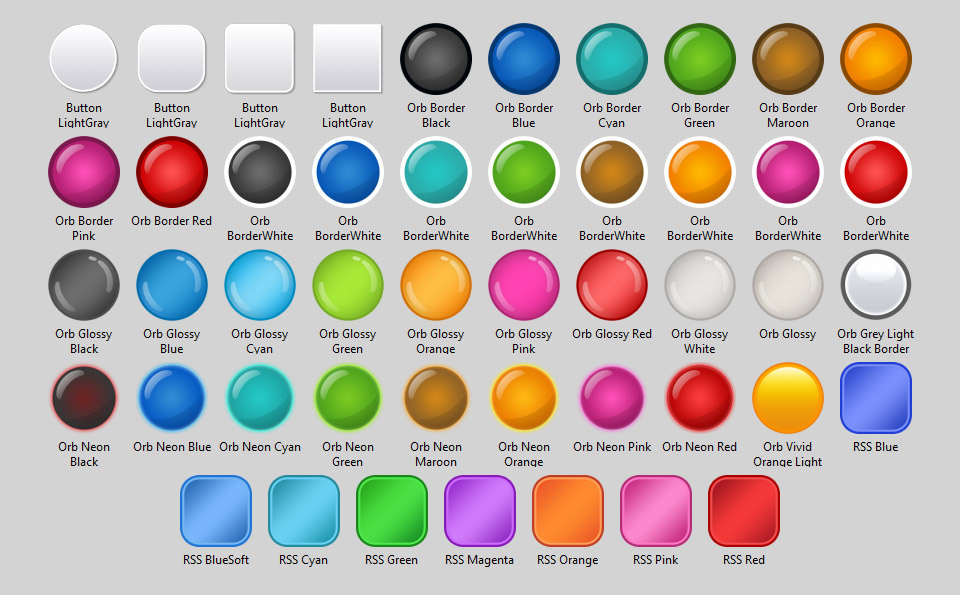 Button
LightGray
Button
LightGray
Button
LightGray
Button
LightGray
Orb Border
Black
Orb Border
Blue
Orb Border
Cyan
Orb Border
Green
Orb Border
Maroon
Orb Border
Orange
Orb Border
Pink
Orb Border Red
Orb
BorderWhite
Orb
BorderWhite
Orb
BorderWhite
Orb
BorderWhite
Orb
BorderWhite
Orb
BorderWhite
Orb
BorderWhite
Orb
BorderWhite
Orb Glossy
Black
Orb Glossy
Blue
Orb Glossy
Cyan
Orb Glossy
Green
Orb Glossy
Orange
Orb Glossy
Pink
Orb Glossy Red
Orb Glossy
White
Orb Glossy
Orb Grey Light
Black Border
Orb Neon
Black
Orb Neon Blue
Orb Neon Cyan
Orb Neon
Green
Orb Neon
Maroon
Orb Neon
Orange
Orb Neon Pink
Orb Neon Red
Orb Vivid
Orange Light
RSS Blue
RSS BlueSoft
RSS Cyan
RSS Green
RSS Magenta
RSS Orange
RSS Pink
RSS Red